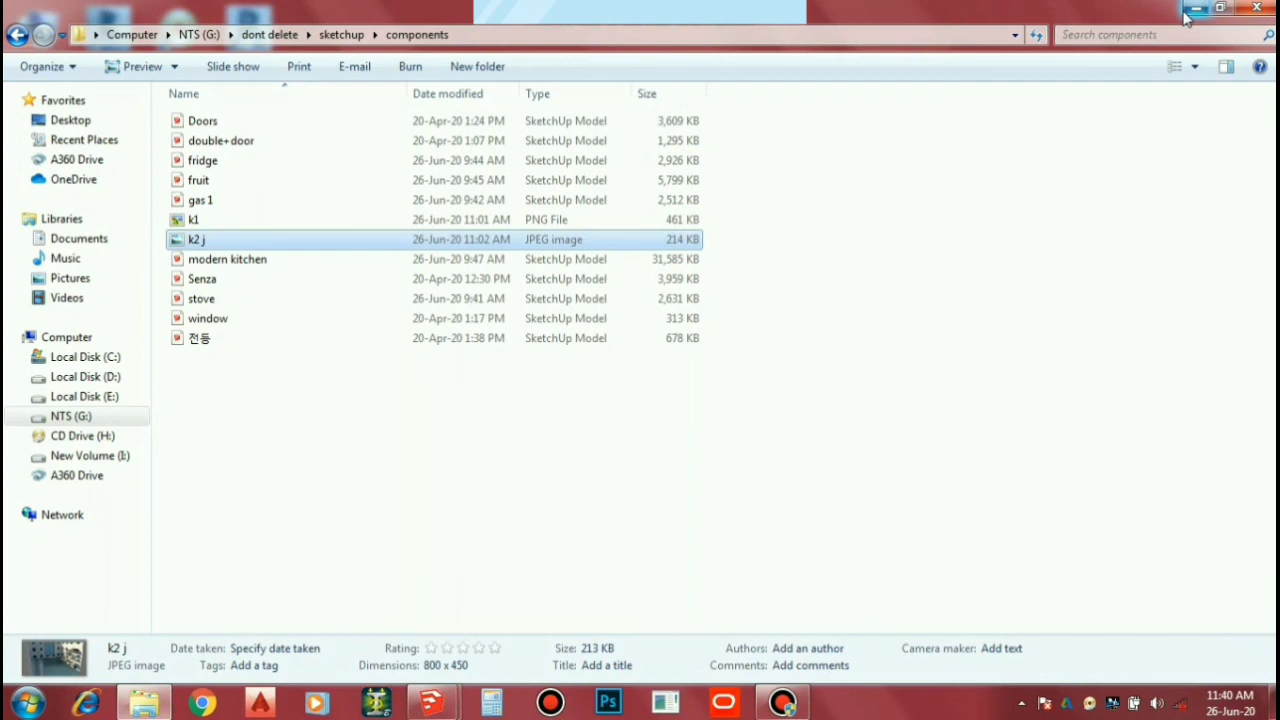 Computer NTS (G:) dont delete sketchup components Search components
Organize Preview Slide show Print E-mail Burn New folder
Name Date modified Type Size
Favorites
Desktop
Recent Places
A360 Drive
OneDrive
Libraries
Documents
Music
Pictures
Videos
Computer
Local Disk (C:)
Local Disk (D:)
Local Disk (E:)
NTS (G:)
CD Drive (H:)
New Volume (I:)
A360 Drive
Network
Doors 20-Apr-20 1:24 PM SketchUp Model 3,609 KB
double+door 20-Apr-20 1:07 PM SketchUp Model 1,295 KB
fridge 26-Jun-20 9:44 AM SketchUp Model 2,926 KB
fruit 26-Jun-20 9:45 AM SketchUp Model 5,799 KB
gas 1 26-Jun-20 9:42 AM SketchUp Model 2,512 KB
k1 26-Jun-20 11:01 AM PNG File 461 KB
k2 j 26-Jun-20 11:02 AM JPEG image 214 KB
modern kitchen 26-Jun-20 9:47 AM SketchUp Model 31,585 KB
Senza 20-Apr-20 12:30 PM SketchUp Model 3,959 KB
stove 26-Jun-20 9:41 AM SketchUp Model 2,631 KB
window 20-Apr-20 1:17 PM SketchUp Model 313 KB
전등 20-Apr-20 1:38 PM SketchUp Model 678 KB
k2 j Date taken: Specify date taken Rating: Size: 213 KB Authors: Add an author Camera maker: Add text
JPEG image Tags: Add a tag Dimensions: 800 x 450 Title: Add a title Comments: Add comments
Ps
11:40 AM
26-Jun-20